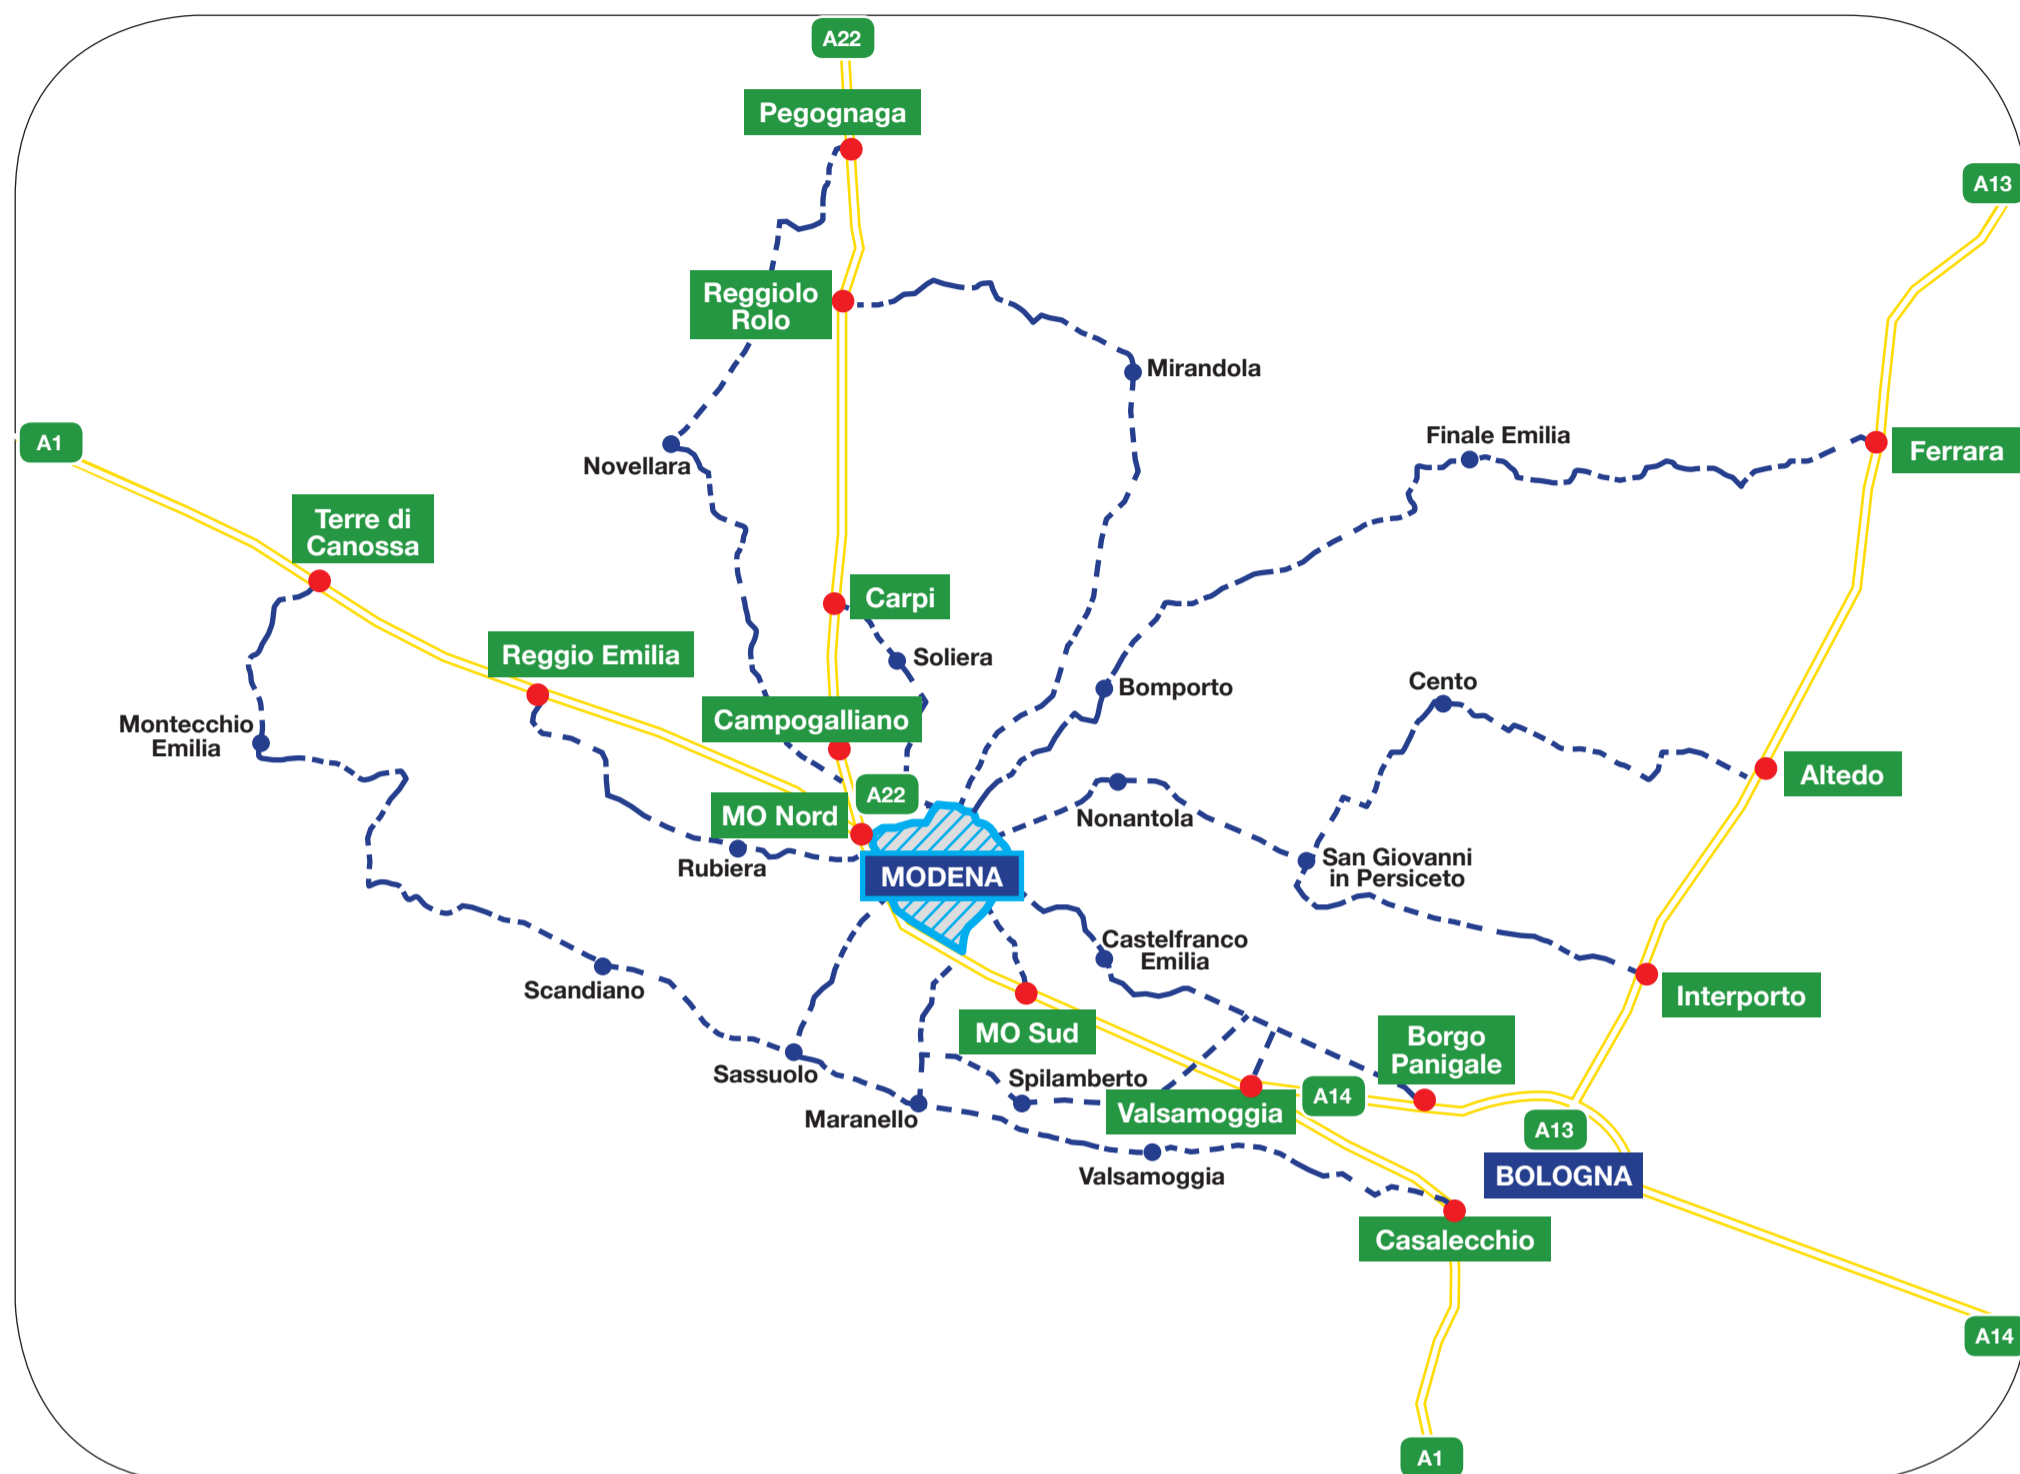 A22
Pegognaga
A13
Reggiolo
Rolo
Mirandola
A1
Novellara
Finale Emilia
Ferrara
Terre di
Canossa
Carpi
Reggio Emilia
Soliera
Bomporto
Cento
Campogalliano
Montecchio
Emilia
Altedo
A22
MO Nord
Nonantola
Rubiera
San Giovanni
in Persiceto
MODENA
Castelfranco
Emilia
Scandiano
Interporto
MO Sud
Borgo
Panigale
Sassuolo
Spilamberto
A14
Maranello
Valsamoggia
A13
Valsamoggia
BOLOGNA
Casalecchio
A14
A1